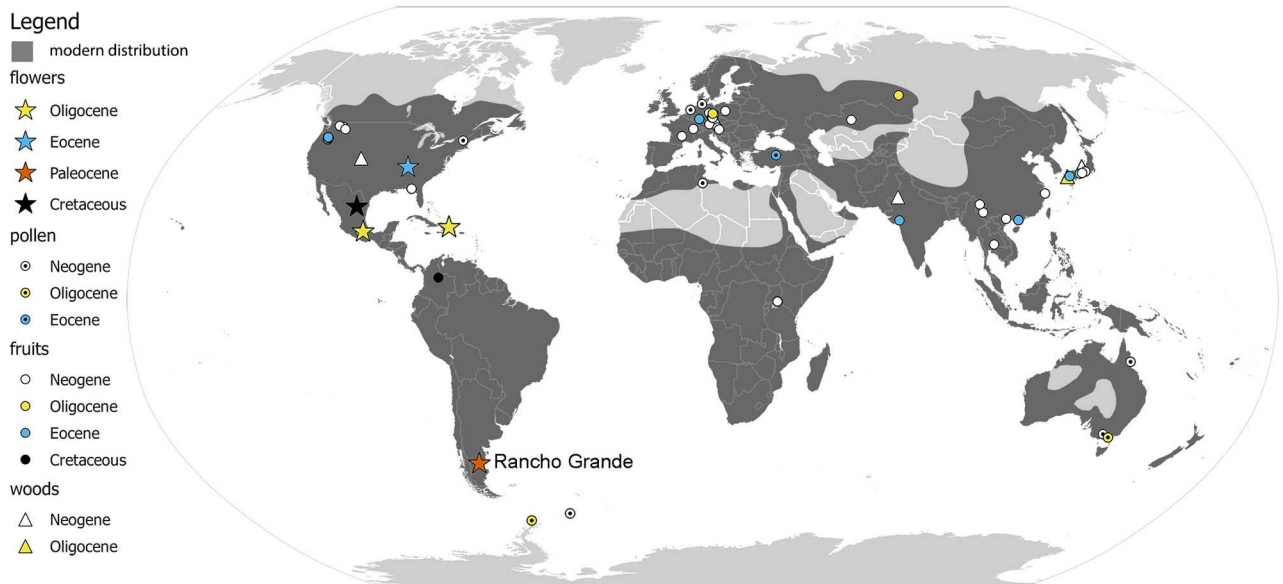 Legend
modern distribution
flowers
Oligocene
Eocene
Paleocene
Cretaceous
pollen
Neogene
Oligocene
Eocene
fruits
Neogene
Oligocene
Eocene
Cretaceous
woods
Neogene
Oligocene
Rancho Grande